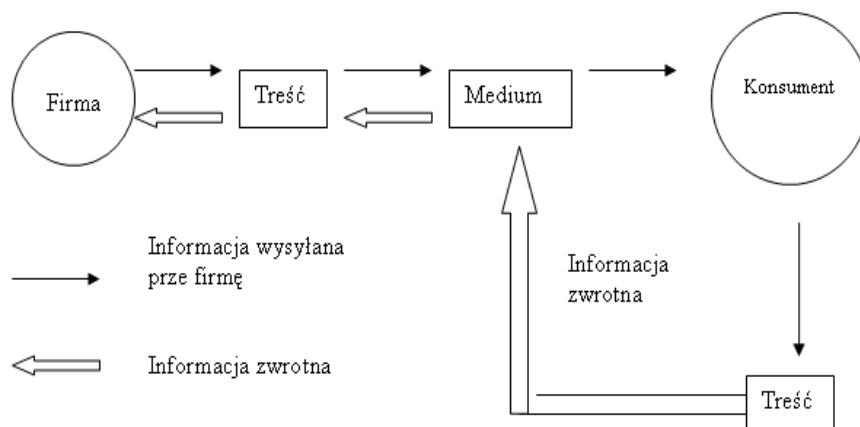 Firma
Treść
Medium
Konsument
Informacja wysyłana
prze firmę
Informacja
zwrotna
Informacja zwrotna
Treść